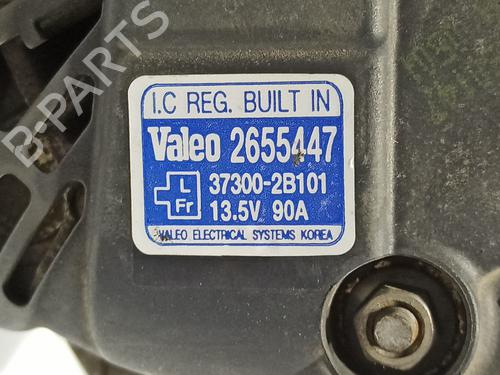 B-PARTS
I.C REG. BUILT IN
Valeo 2655447
L
Fr
37300-2B101
13.5V 90A
VALEO ELECTRICAL SYSTEMS KOREA